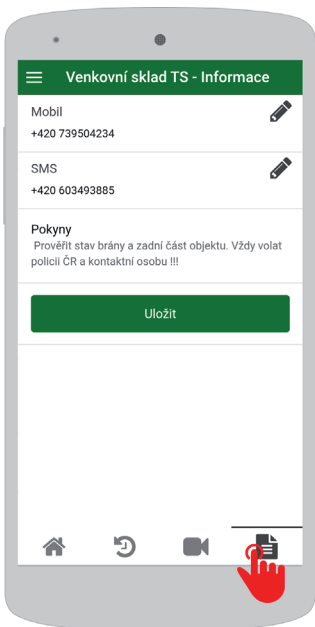 Venkovní sklad TS - Informace
Mobil
+420 739504234
SMS
+420 603493885
Pokyny
Prověřit stav brány a zadní část objektu. Vždy volat
policii ČR a kontaktní osobu !!!
Uložit